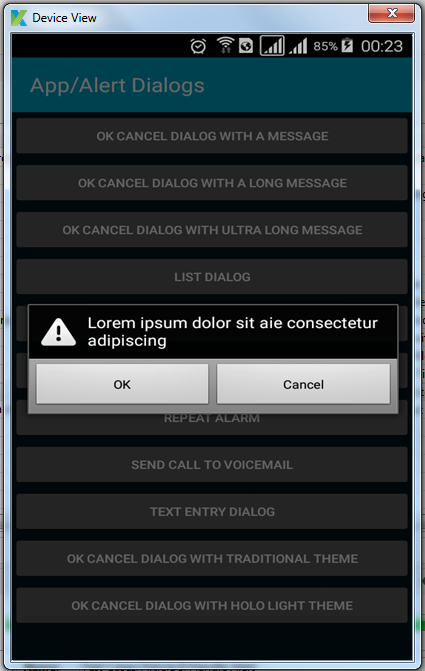 Device View
85% 00:23
App/Alert Dialogs
OK CANCEL DIALOG WITH A MESSAGE
OK CANCEL DIALOG WITH A LONG MESSAGE
OK CANCEL DIALOG WITH ULTRA LONG MESSAGE
LIST DIALOG
Lorem ipsum dolor sit aie consectetur
adipiscing
OK Cancel
REPEAT ALARM
SEND CALL TO VOICEMAIL
TEXT ENTRY DIALOG
OK CANCEL DIALOG WITH TRADITIONAL THEME
OK CANCEL DIALOG WITH HOLO LIGHT THEME